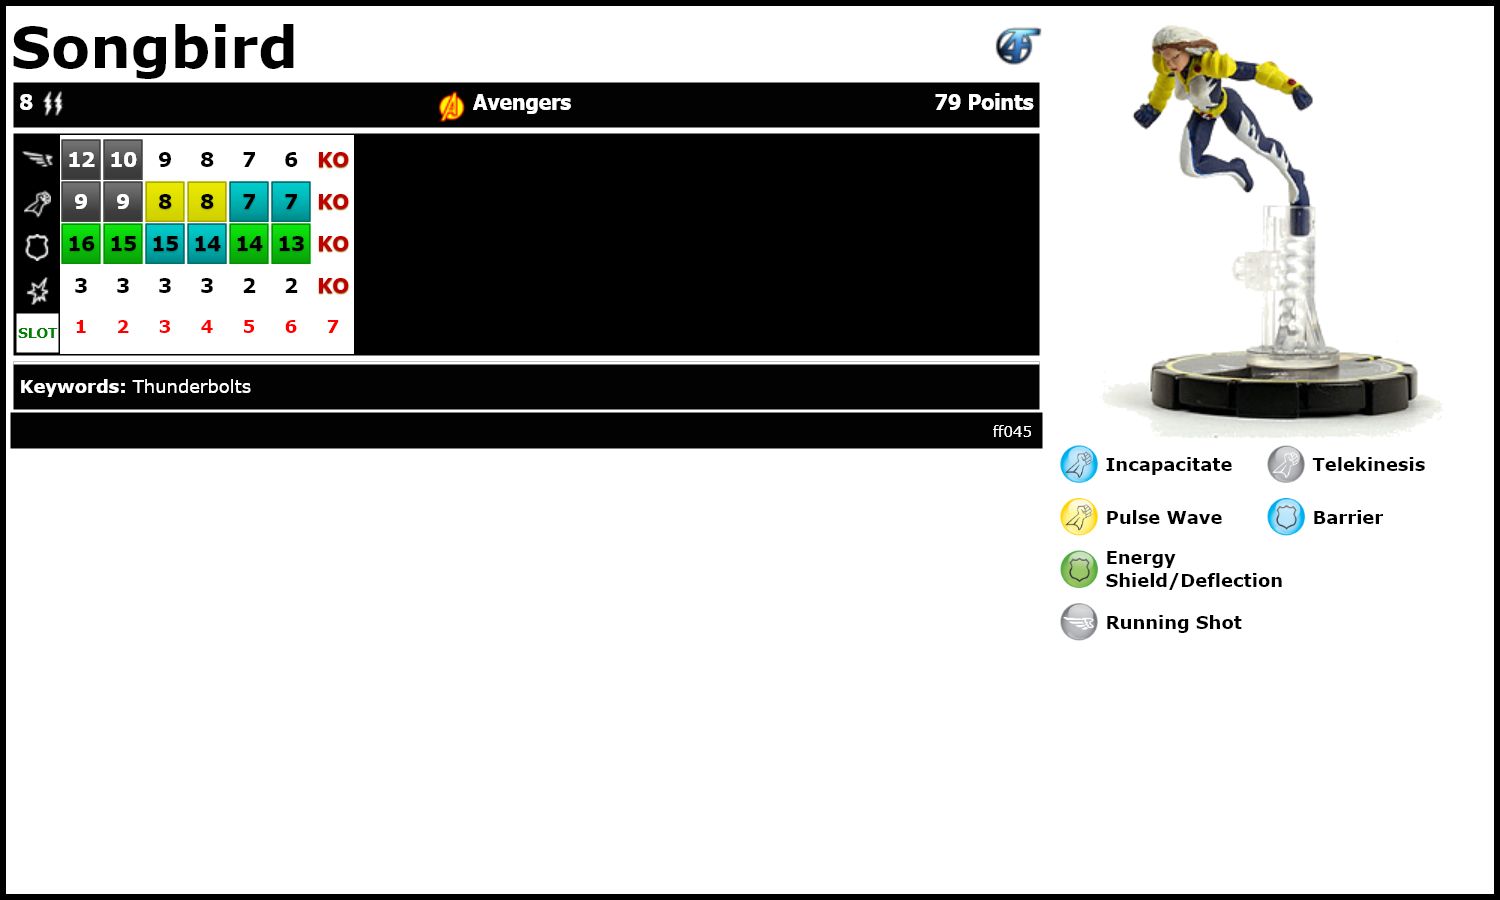 Songbird
8 Avengers 79 Points
12 10 9 8 7 6 KO
9 9 8 8 7 7 KO
16 15 15 14 14 13 KO
3 3 3 3 2 2 KO
SLOT 1 2 3 4 5 6 7
Keywords: Thunderbolts
ff045
Incapacitate Telekinesis
Pulse Wave Barrier
Energy
Shield/Deflection
Running Shot